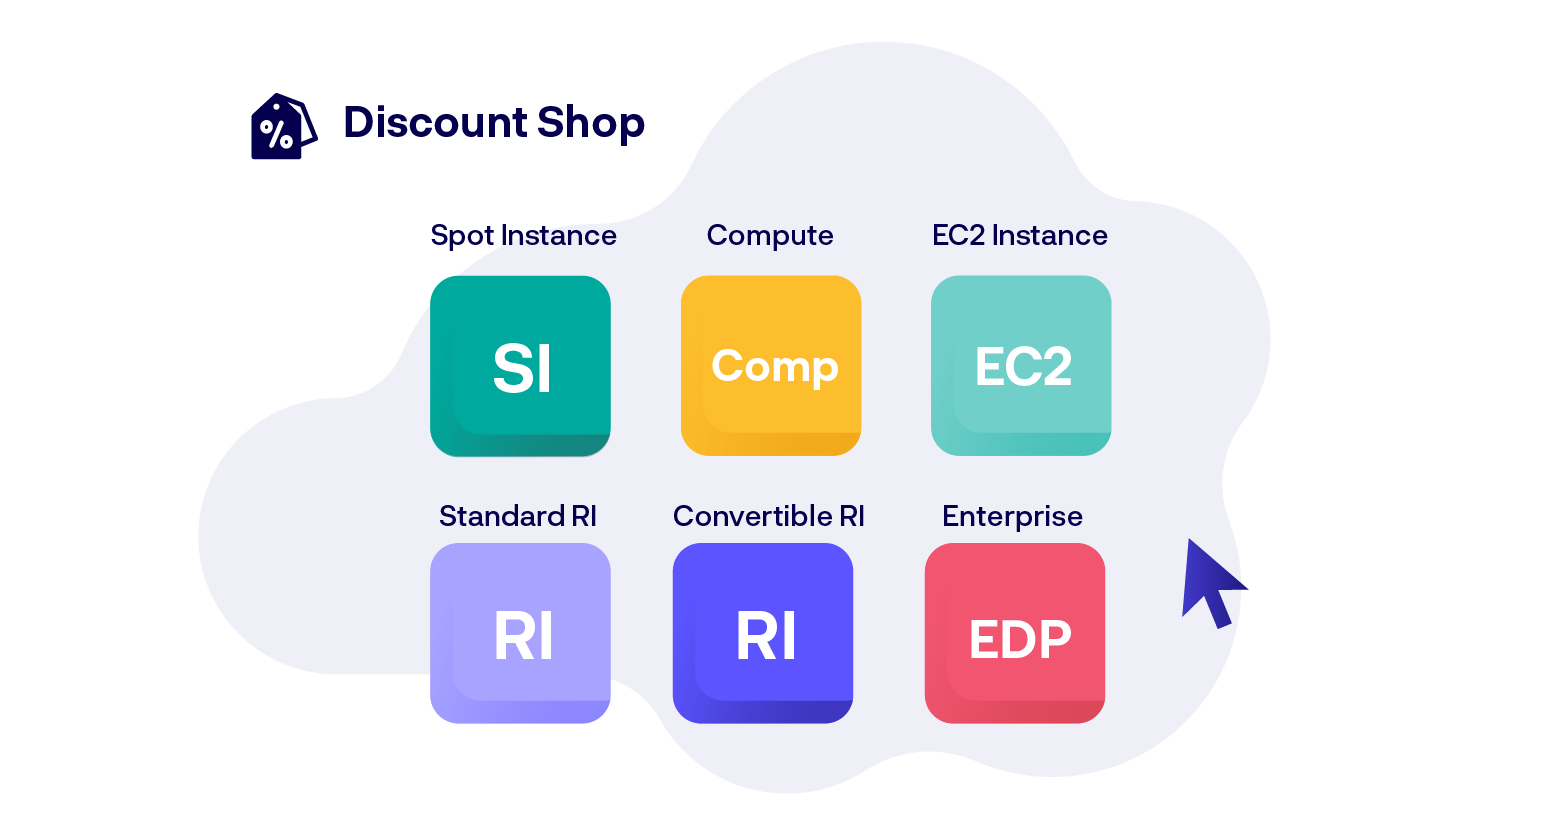 %
Discount Shop
Spot Instance
Compute
EC2 Instance
SI
Comp
EC2
Standard RI
Convertible RI
Enterprise
RI
RI
EDP